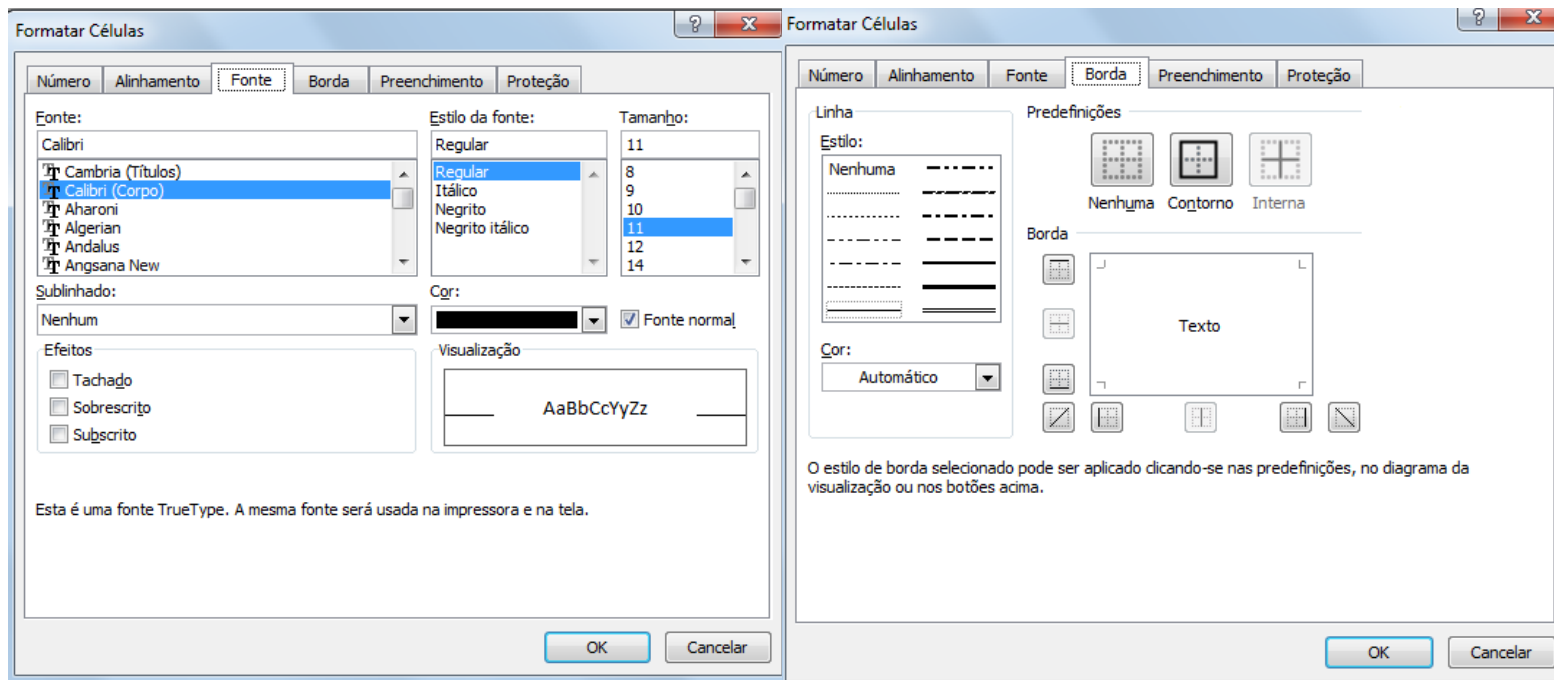 Formatar Células
Número Alinhamento Fonte Borda Preenchimento Proteção
Fonte: Estilo da fonte: Tamanho:
Calibri Regular 11
Cambria (Títulos) Regular 8
Calibri (Corpo) Itálico 9
Aharoni Negrito 10
Algerian Negrito itálico 11
Andalus 12
Angsana New 14
Sublinhado: Cor:
Nenhum Fonte normal
Efeitos Visualização
Tachado
Sobrescrito AaBbCcYyZz
Subscrito
Esta é uma fonte TrueType. A mesma fonte será usada na impressora e na tela.
OK Cancelar
Formatar Células
Número Alinhamento Fonte Borda Preenchimento Proteção
Linha Predefinições
Estilo:
Nenhuma
Nenhuma Contorno Interna
Borda
Texto
Cor:
Automático
O estilo de borda selecionado pode ser aplicado clicando-se nas predefinições, no diagrama da
visualização ou nos botões acima.
OK Cancelar